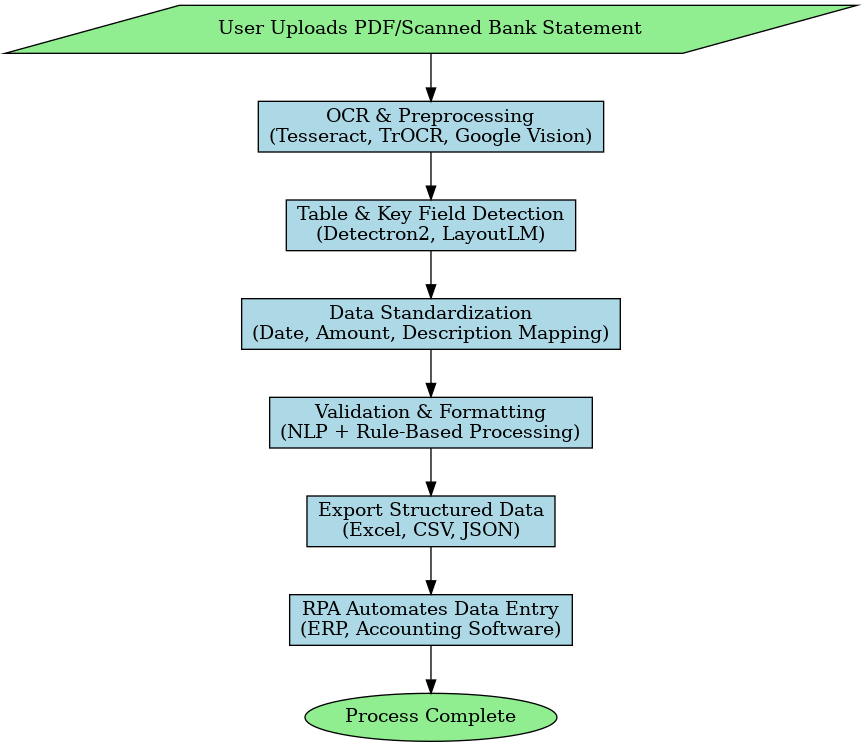 User Uploads PDF/Scanned Bank Statement
OCR & Preprocessing
(Tesseract, TrOCR, Google Vision)
Table & Key Field Detection
(Detectron2, LayoutLM)
Data Standardization
(Date, Amount, Description Mapping)
Validation & Formatting
(NLP + Rule-Based Processing)
Export Structured Data
(Excel, CSV, JSON)
RPA Automates Data Entry
(ERP, Accounting Software)
Process Complete